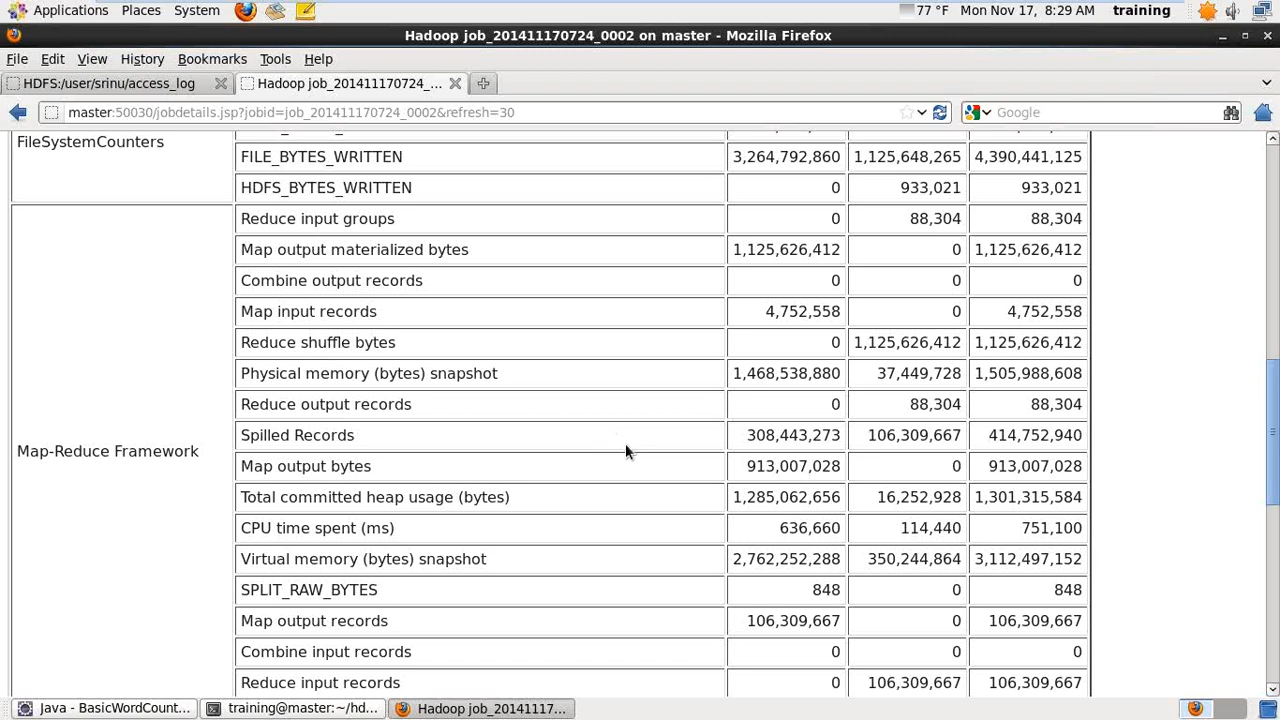 Applications Places System 77 °F Mon Nov 17, 8:29 AM training
Hadoop job_201411170724_0002 on master - Mozilla Firefox
File Edit View History Bookmarks Tools Help
HDFS:/user/srinu/access_log Hadoop job_201411170724_...
master:50030/jobdetails.jsp?jobid=job_201411170724_0002&refresh=30 Google
FileSystemCounters
FILE_BYTES_WRITTEN 3,264,792,860 1,125,648,265 4,390,441,125
HDFS_BYTES_WRITTEN 0 933,021 933,021
Map-Reduce Framework
Reduce input groups 0 88,304 88,304
Map output materialized bytes 1,125,626,412 0 1,125,626,412
Combine output records 0 0 0
Map input records 4,752,558 0 4,752,558
Reduce shuffle bytes 0 1,125,626,412 1,125,626,412
Physical memory (bytes) snapshot 1,468,538,880 37,449,728 1,505,988,608
Reduce output records 0 88,304 88,304
Spilled Records 308,443,273 106,309,667 414,752,940
Map output bytes 913,007,028 0 913,007,028
Total committed heap usage (bytes) 1,285,062,656 16,252,928 1,301,315,584
CPU time spent (ms) 636,660 114,440 751,100
Virtual memory (bytes) snapshot 2,762,252,288 350,244,864 3,112,497,152
SPLIT_RAW_BYTES 848 0 848
Map output records 106,309,667 0 106,309,667
Combine input records 0 0 0
Reduce input records 0 106,309,667 106,309,667
Java - BasicWordCount... training@master:~/hd... Hadoop job_20141117...